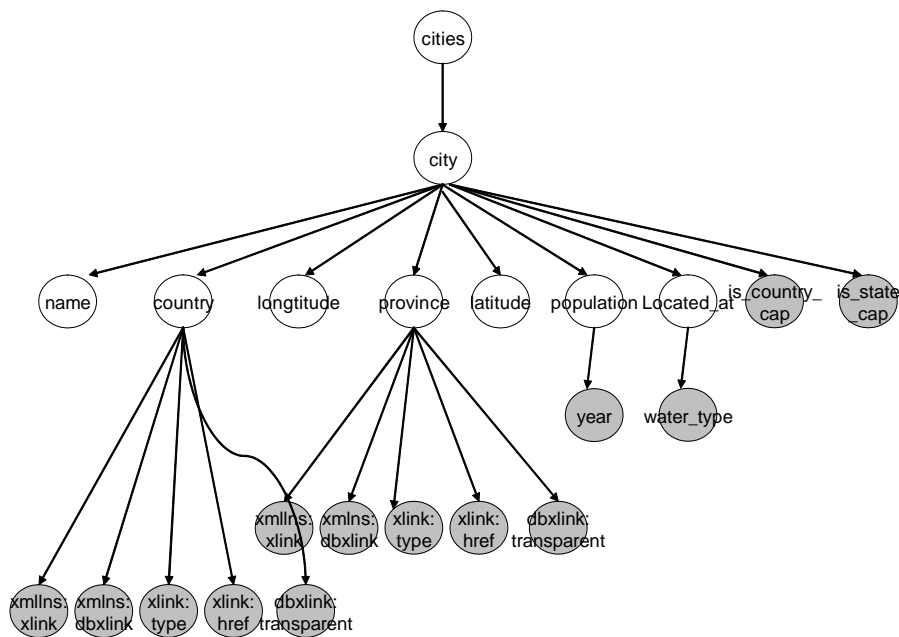 cities
city
name
country
longtitude
province
latitude
population
Located_at
is_country_
cap
is_state
_cap
year
water_type
xmllns:
xlink
xmlns:
dbxlink
xlink:
type
xlink:
href
dbxlink:
transparent
xmllns:
xlink
xmlns:
dbxlink
xlink:
type
xlink:
href
dbxlink:
transparent